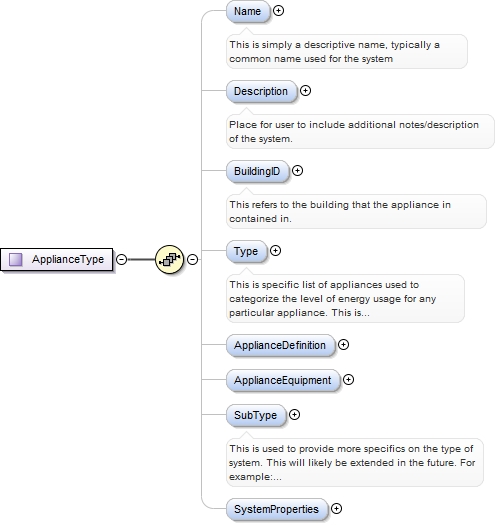 Name
This is simply a descriptive name, typically a
common name used for the system
Description
Place for user to include additional notes/description
of the system.
BuildingID
This refers to the building that the appliance in
contained in.
ApplianceType
Type
This is specific list of appliances used to
categorize the level of energy usage for any
particular appliance. This is...
ApplianceDefinition
ApplianceEquipment
SubType
This is used to provide more specifics on the type of
system. This will likely be extended in the future. For
example:...
SystemProperties